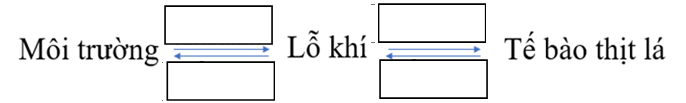 Môi trường Lỗ khí Tế bào thịt lá